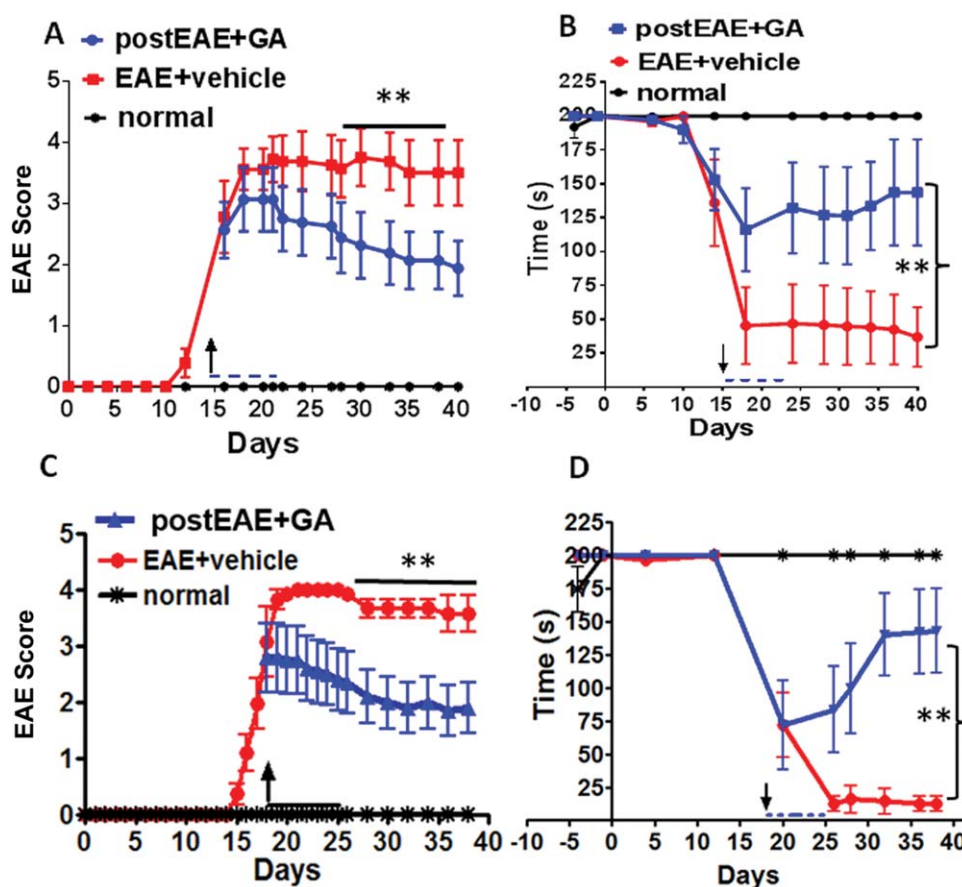 A
postEAE+GA
EAE+vehicle
normal
**
EAE Score
5
4
3
2
1
0
0 5 10 15 20 25 30 35 40
Days
B
postEAE+GA
EAE+vehicle
normal
**
Time (s)
225
200
175
150
125
100
75
50
25
-10 -5 0 5 10 15 20 25 30 35 40
Days
C
postEAE+GA
EAE+vehicle
normal
**
EAE Score
5
4
3
2
1
0
0 5 10 15 20 25 30 35 40
Days
D
**
Time (s)
225
200
175
150
125
100
75
50
25
-10 -5 0 5 10 15 20 25 30 35 40
Days